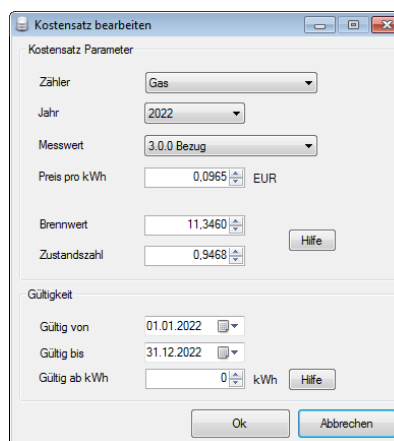 Kostensatz bearbeiten
Kostensatz Parameter
Zähler Gas
Jahr 2022
Messwert 3.0.0 Bezug
Preis pro kWh 0,0965 EUR
Brennwert 11,3460
Hilfe
Zustandszahl 0,9468
Gültigkeit
Gültig von 01.01.2022
Gültig bis 31.12.2022
Gültig ab kWh 0 kWh Hilfe
Ok Abbrechen